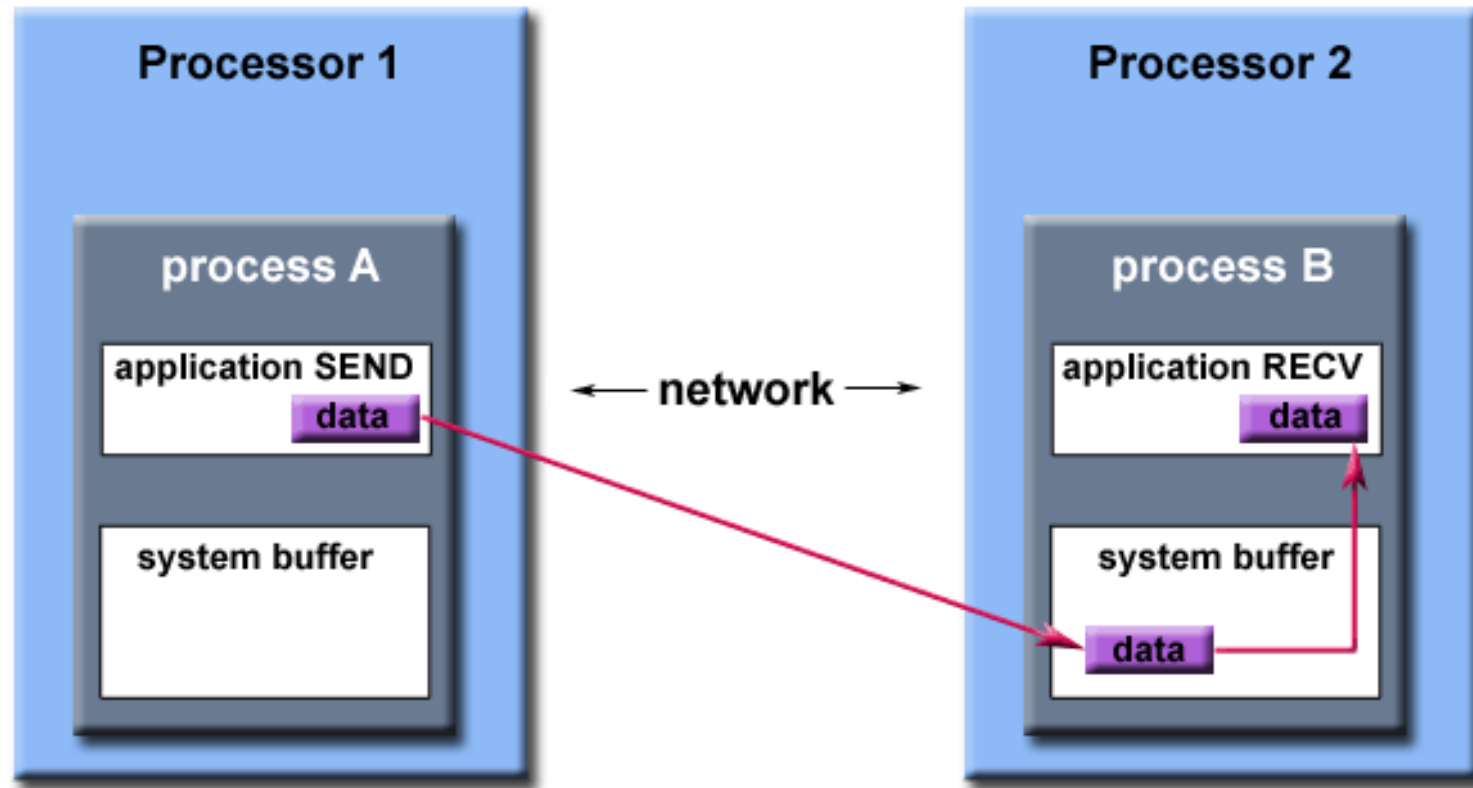 Processor 1
process A
application SEND
data
system buffer
network
Processor 2
process B
application RECV
data
system buffer
data